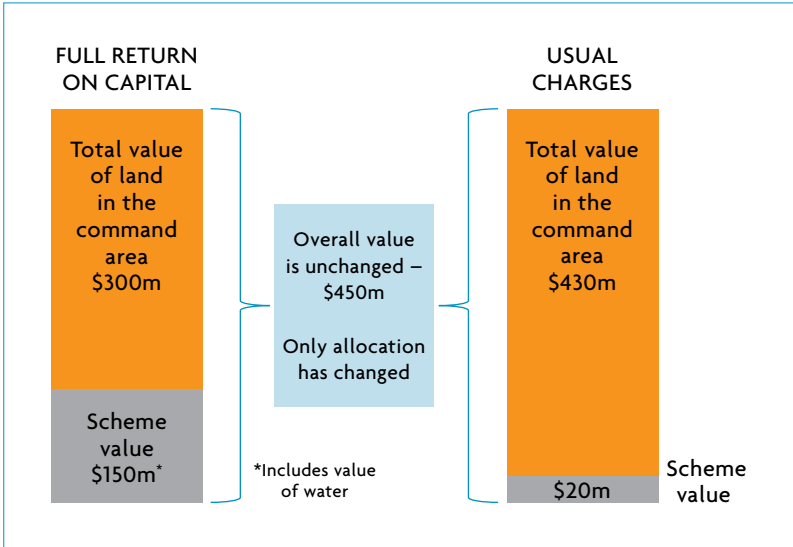 FULL RETURN
ON CAPITAL
Total value
of land
in the
command
area
$300m
Scheme
value
$150m*
*Includes value
of water
Overall value
is unchanged –
$450m
Only allocation
has changed
USUAL
CHARGES
Total value
of land
in the
command
area
$430m
$20m
Scheme
value